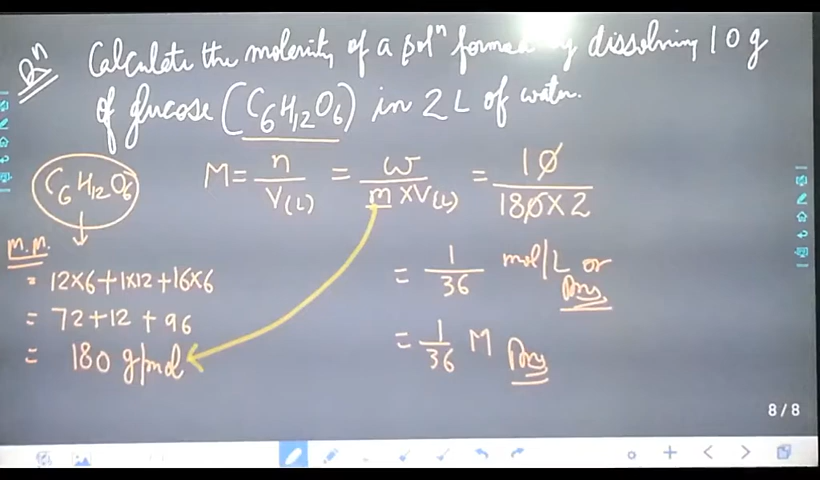 Qn Calculate the molarity of a soln formed by dissolving 10 g
of glucose (C6H12O6) in 2 L of water.
C6H12O6
M = n / V(L) = w / m × V(L) = 10 / 180 × 2
M.M.
= 12×6+1×12+16×6
= 72+12+96
= 180 g/mol
= 1/36 mol/L or Ans
= 1/36 M Ans
8 / 8